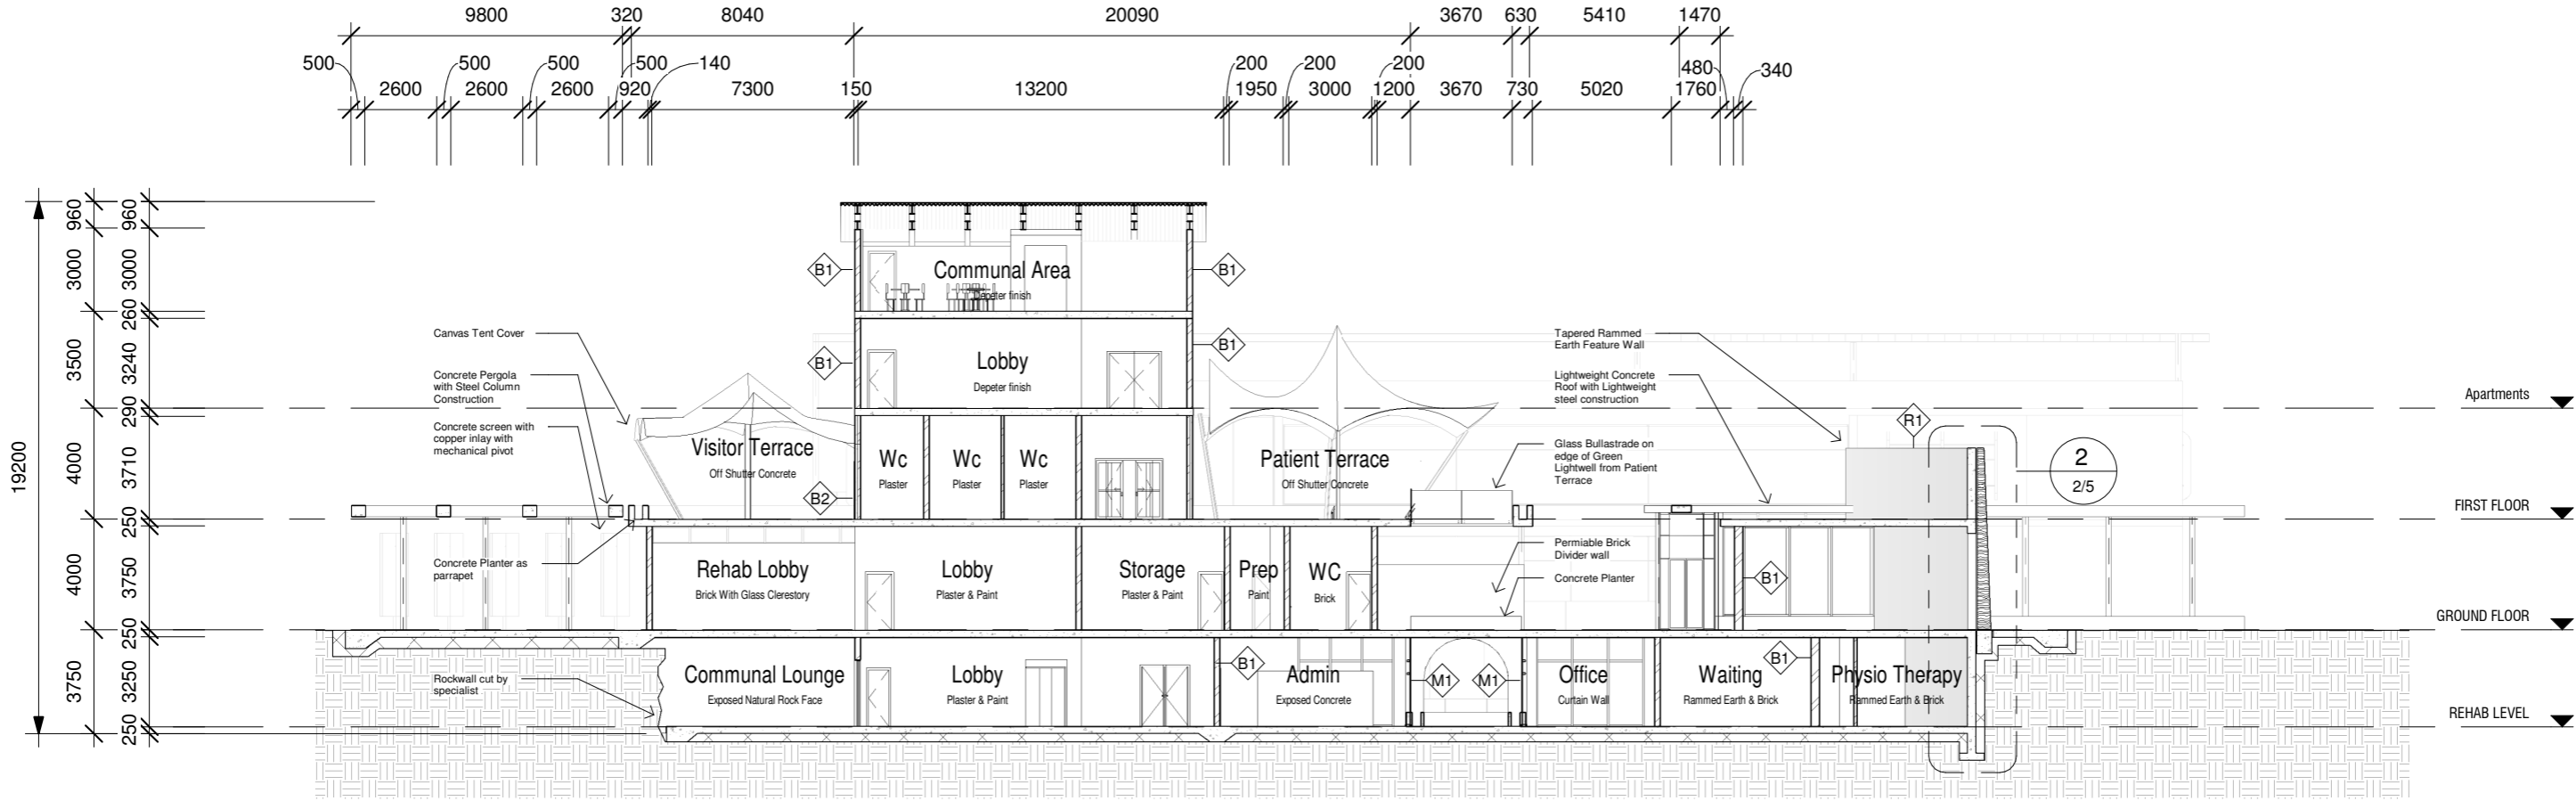 9800 320 8040 20090 3670 630 5410 1470
500 500 500 500 140 200 200 200 480 340
2600 2600 2600 920 7300 150 13200 1950 3000 1200 3670 730 5020 1760
19200
960 3000 3500 4000 4000 3750
960 3000 260 3240 290 3710 250 3750 250 3250 250
B1
Communal Area
Depeter finish
B1
Canvas Tent Cover
Concrete Pergola
with Steel Column
Construction
Concrete screen with
copper inlay with
mechanical pivot
B1
Lobby
Depeter finish
B1
Tapered Rammed
Earth Feature Wall
Lightweight Concrete
Roof with Lightweight
steel construction
Apartments
R1
Visitor Terrace
Off Shutter Concrete
B2
Wc
Plaster
Wc
Plaster
Wc
Plaster
Patient Terrace
Off Shutter Concrete
Glass Bullastrade on
edge of Green
Lightwell from Patient
Terrace
2
2/5
FIRST FLOOR
Concrete Planter as
parrapet
Rehab Lobby
Brick With Glass Clerestory
Lobby
Plaster & Paint
Storage
Plaster & Paint
Prep
Paint
WC
Brick
Permiable Brick
Divider wall
Concrete Planter
B1
GROUND FLOOR
Rockwall cut by
specialist
Communal Lounge
Exposed Natural Rock Face
Lobby
Plaster & Paint
B1
Admin
Exposed Concrete
M1
M1
Office
Curtain Wall
Waiting
Rammed Earth & Brick
B1
Physio Therapy
Rammed Earth & Brick
REHAB LEVEL